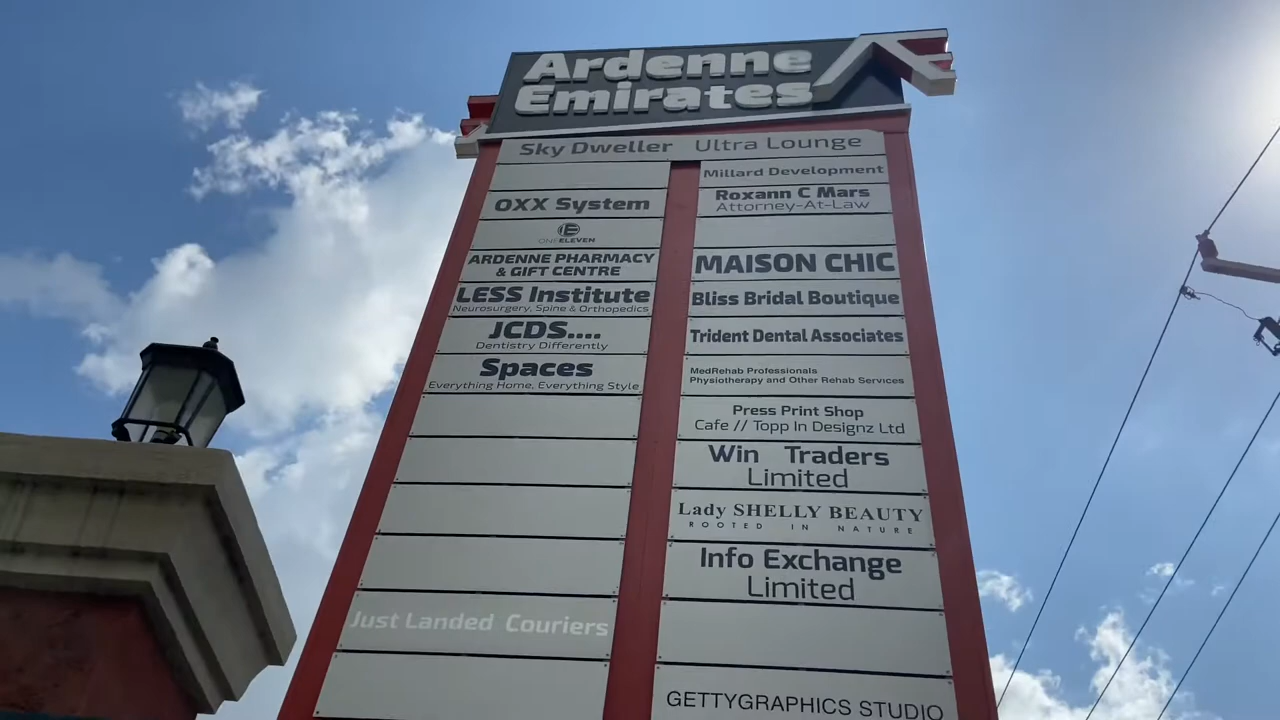 Ardenne
Emirates
Sky Dweller Ultra Lounge
OXX System
ONEELEVEN
ARDENNE PHARMACY
& GIFT CENTRE
LESS Institute
Neurosurgery, Spine & Orthopedics
JCDS....
Dentistry Differently
Spaces
Everything Home, Everything Style
Just Landed Couriers
Millard Development
Roxann C Mars
Attorney-At-Law
MAISON CHIC
Bliss Bridal Boutique
Trident Dental Associates
MedRehab Professionals
Physiotherapy and Other Rehab Services
Press Print Shop
Cafe // Topp In Designz Ltd
Win Traders
Limited
Lady SHELLY BEAUTY
ROOTED IN NATURE
Info Exchange
Limited
GETTYGRAPHICS STUDIO